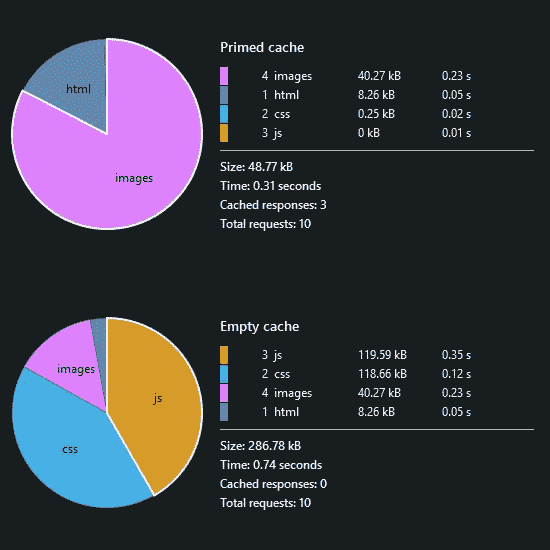 Primed cache
html
images
4 images 40.27 kB 0.23 s
1 html 8.26 kB 0.05 s
2 css 0.25 kB 0.02 s
3 js 0 kB 0.01 s
Size: 48.77 kB
Time: 0.31 seconds
Cached responses: 3
Total requests: 10
Empty cache
images
js
css
3 js 119.59 kB 0.35 s
2 css 118.66 kB 0.12 s
4 images 40.27 kB 0.23 s
1 html 8.26 kB 0.05 s
Size: 286.78 kB
Time: 0.74 seconds
Cached responses: 0
Total requests: 10